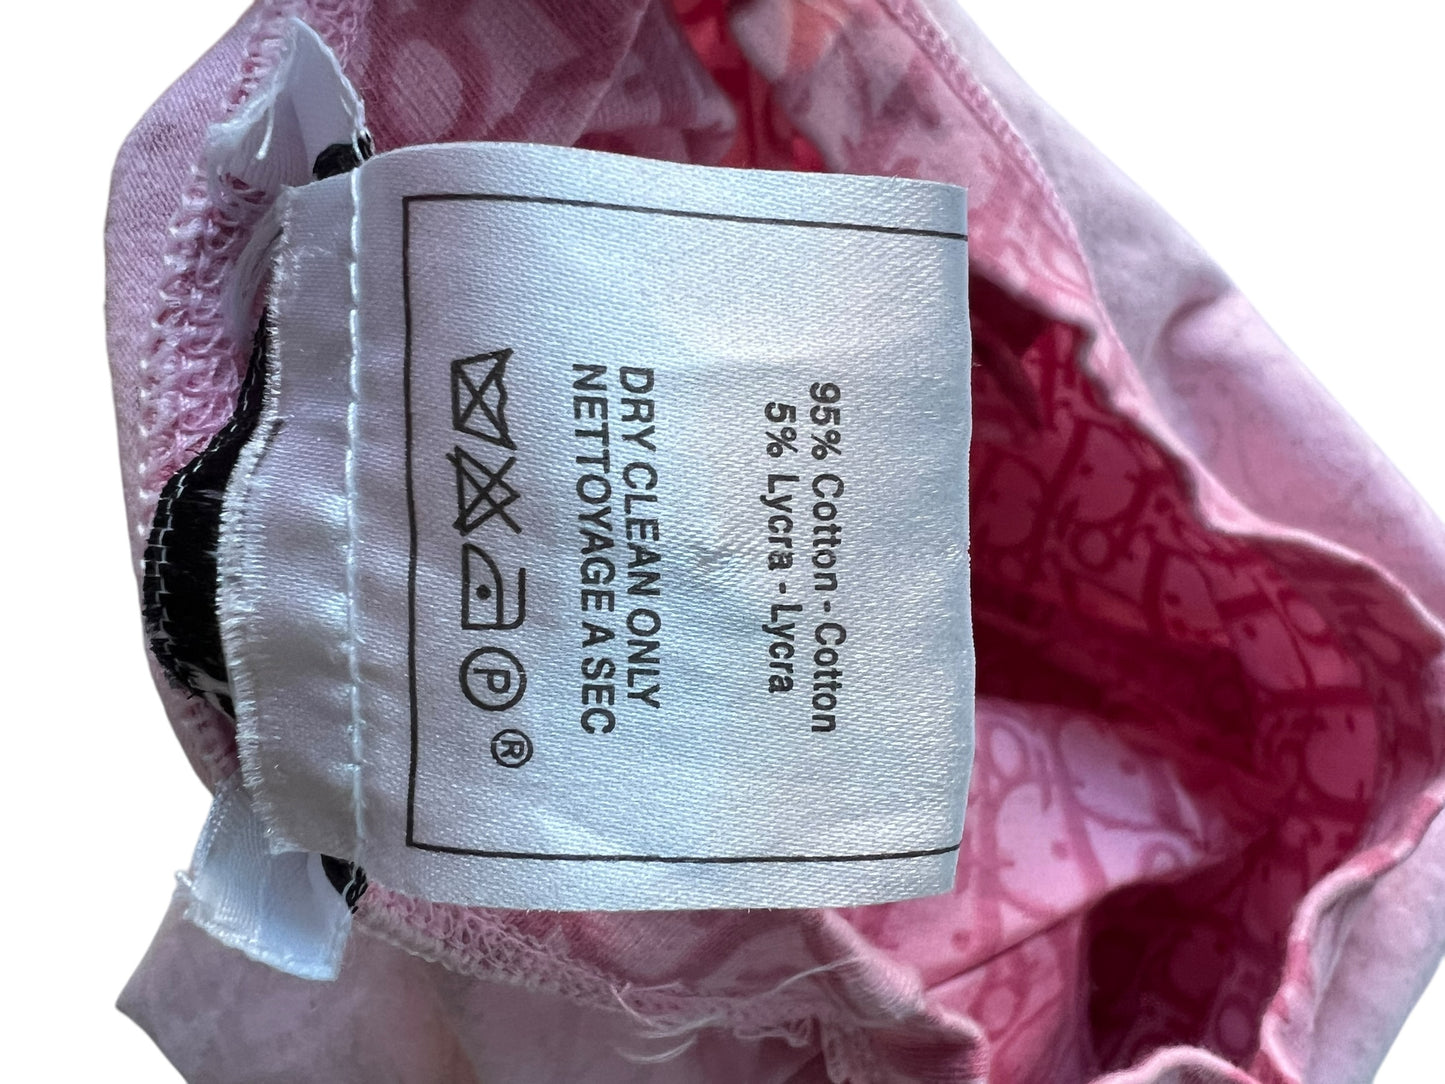 95% Cotton - Cotton
5% Lycra - Lycra
DRY CLEAN ONLY
NETTOYAGE A SEC
P ®